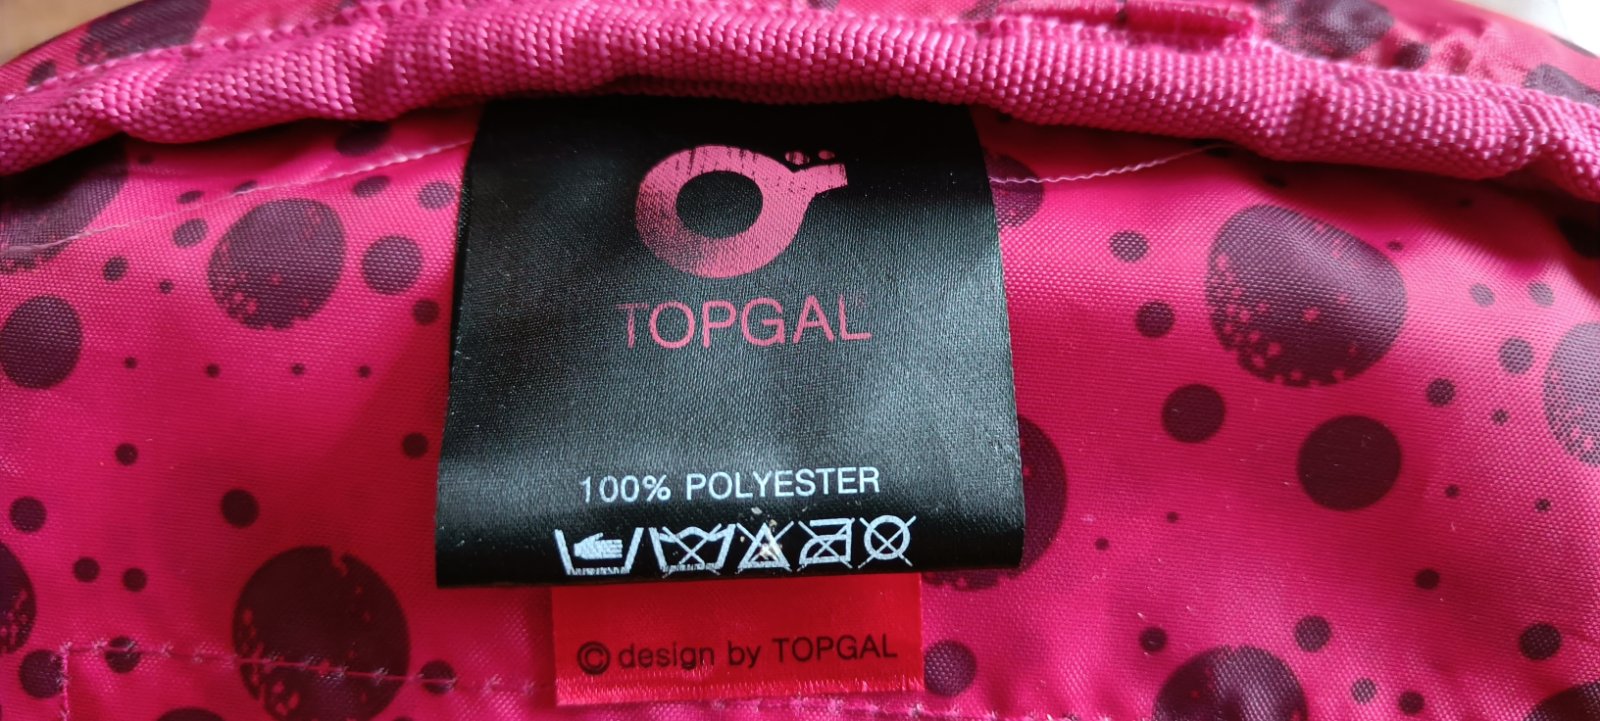 TOPGAL
100% POLYESTER
© design by TOPGAL